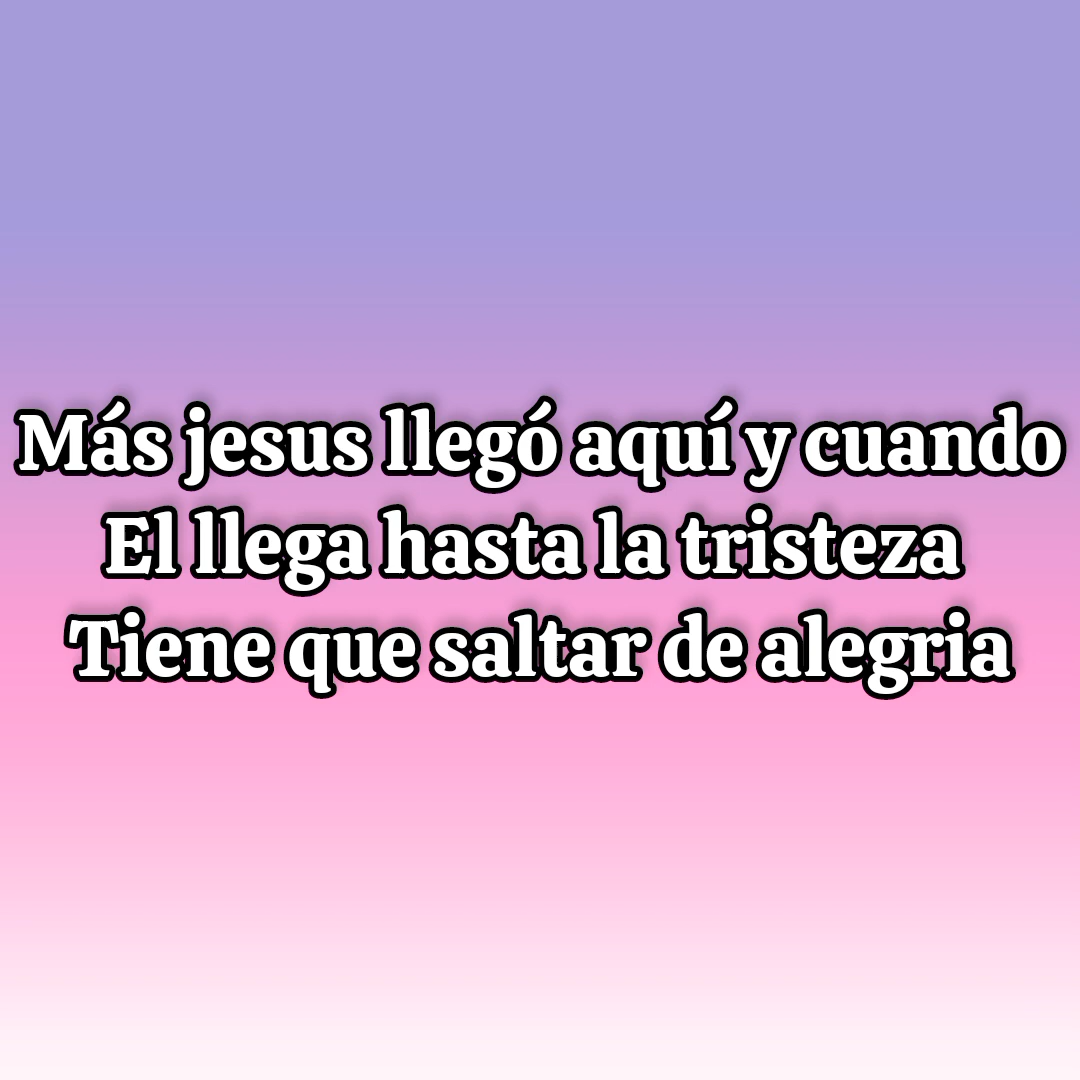 Más jesus llegó aquí y cuando
El llega hasta la tristeza
Tiene que saltar de alegria